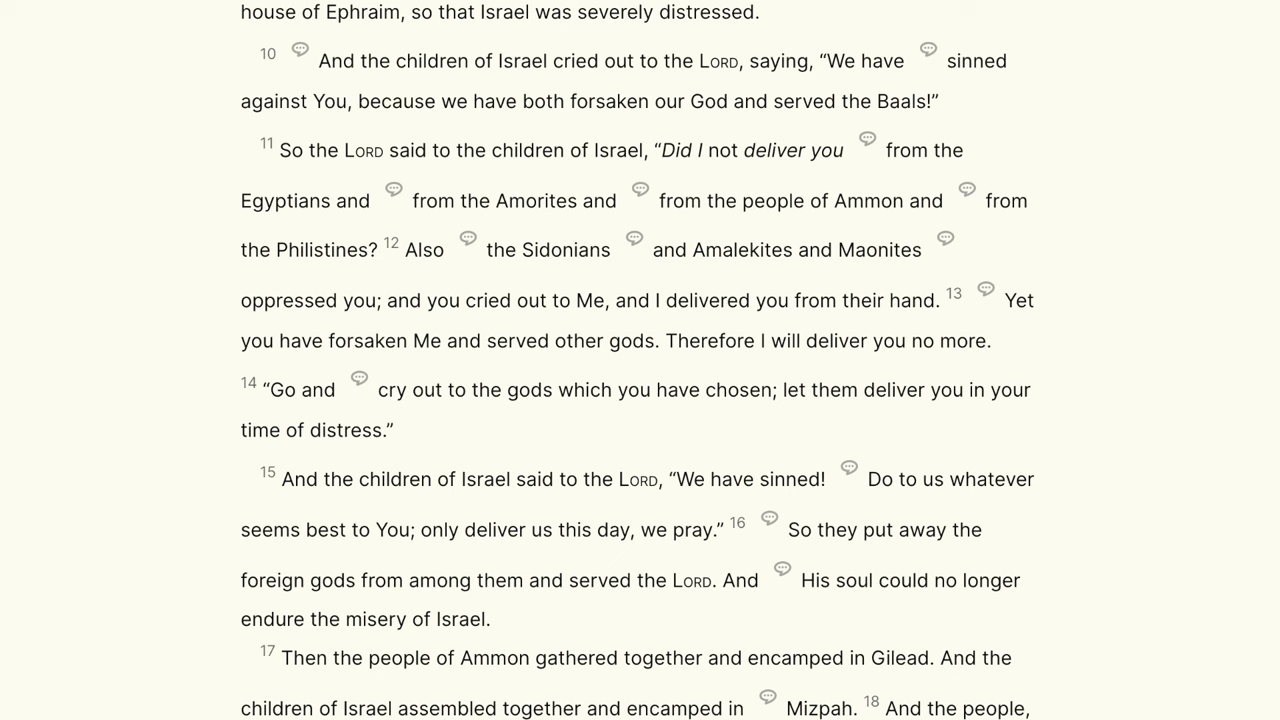 house of Ephraim, so that Israel was severely distressed.
10 And the children of Israel cried out to the LORD, saying, “We have sinned
against You, because we have both forsaken our God and served the Baals!”
11 So the LORD said to the children of Israel, “Did I not deliver you from the
Egyptians and from the Amorites and from the people of Ammon and from
the Philistines? 12 Also the Sidonians and Amalekites and Maonites
oppressed you; and you cried out to Me, and I delivered you from their hand. 13 Yet
you have forsaken Me and served other gods. Therefore I will deliver you no more.
14 “Go and cry out to the gods which you have chosen; let them deliver you in your
time of distress.”
15 And the children of Israel said to the LORD, “We have sinned! Do to us whatever
seems best to You; only deliver us this day, we pray.” 16 So they put away the
foreign gods from among them and served the LORD. And His soul could no longer
endure the misery of Israel.
17 Then the people of Ammon gathered together and encamped in Gilead. And the
children of Israel assembled together and encamped in Mizpah. 18 And the people,